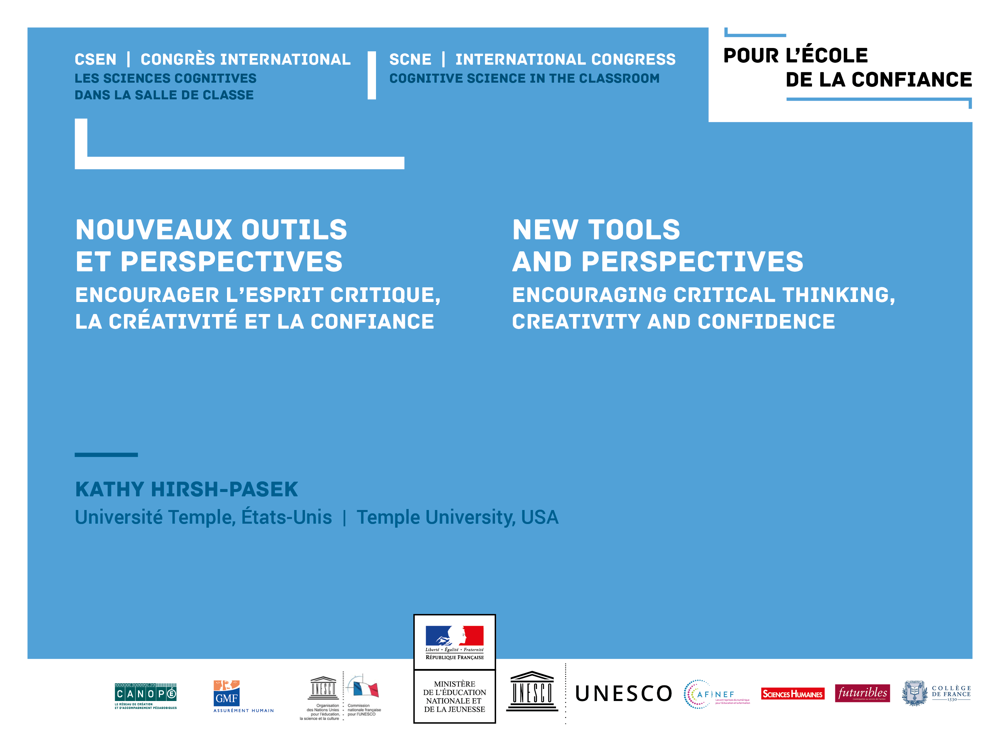 CSEN | CONGRÈS INTERNATIONAL
LES SCIENCES COGNITIVES
DANS LA SALLE DE CLASSE
SCNE | INTERNATIONAL CONGRESS
COGNITIVE SCIENCE IN THE CLASSROOM
POUR L'ÉCOLE
DE LA CONFIANCE
NOUVEAUX OUTILS
ET PERSPECTIVES
ENCOURAGER L'ESPRIT CRITIQUE,
LA CRÉATIVITÉ ET LA CONFIANCE
NEW TOOLS
AND PERSPECTIVES
ENCOURAGING CRITICAL THINKING,
CREATIVITY AND CONFIDENCE
KATHY HIRSH-PASEK
Université Temple, États-Unis | Temple University, USA
RESEAU-CANOPE.FR
CANOPÉ
LE RÉSEAU DE CRÉATION
ET D'ACCOMPAGNEMENT PÉDAGOGIQUES
GMF
ASSURÉMENT HUMAIN
UNESCO
Organisation
des Nations Unies
pour l'éducation,
la science et la culture
Commission
nationale française
pour l'UNESCO
Liberté • Égalité • Fraternité
RÉPUBLIQUE FRANÇAISE
MINISTÈRE
DE L'ÉDUCATION
NATIONALE ET
DE LA JEUNESSE
UNESCO
UNESCO
AFINEF
Les entreprises du numérique
pour l'éducation et la formation
SCIENCES HUMAINES
futuribles
L'anticipation au service de l'action
COLLÈGE
DE FRANCE
1530